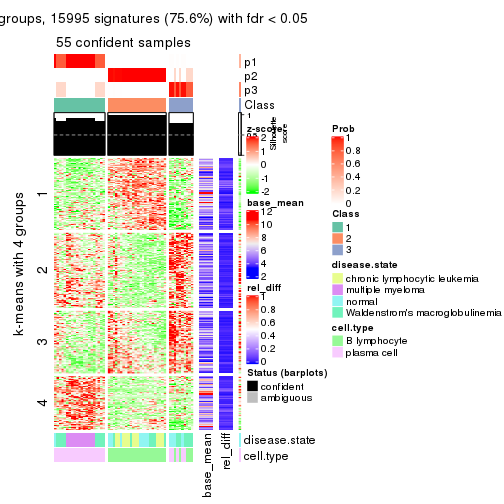 groups, 15995 signatures (75.6%) with fdr < 0.05
55 confident samples
p1
p2
p3
Class
1
0.5
0
Silhouette
score
k-means with 4 groups
1
2
3
4
disease.state
cell.type
base_mean
rel_diff
z-score
2
1
0
-1
-2
base_mean
12
10
8
6
4
2
rel_diff
1
0.8
0.6
0.4
0.2
0
Status (barplots)
confident
ambiguous
Prob
1
0.8
0.6
0.4
0.2
0
Class
1
2
3
disease.state
chronic lymphocytic leukemia
multiple myeloma
normal
Waldenstrom's macroglobulinemia
cell.type
B lymphocyte
plasma cell